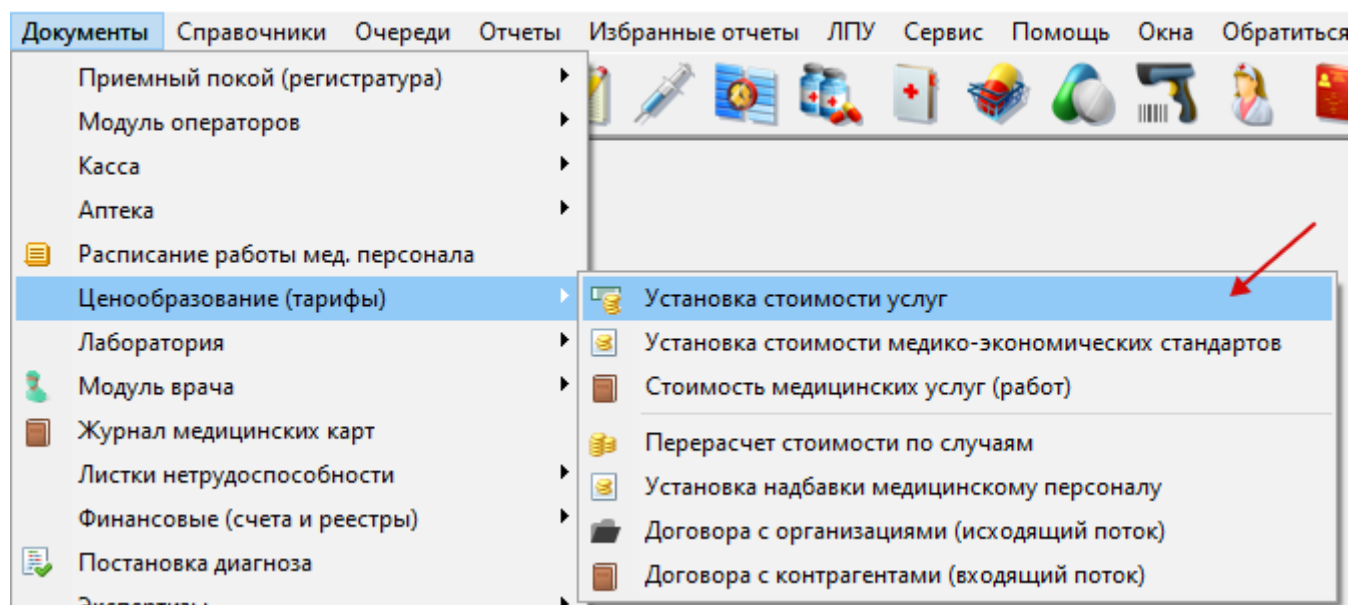 Документы Справочники Очереди Отчеты Избранные отчеты ЛПУ Сервис Помощь Окна Обратиться
Приемный покой (регистратура)
Модуль операторов
Касса
Аптека
Расписание работы мед. персонала
Ценообразование (тарифы)
Лаборатория
Модуль врача
Журнал медицинских карт
Листки нетрудоспособности
Финансовые (счета и реестры)
Постановка диагноза
Экспертизы
Установка стоимости услуг
Установка стоимости медико-экономических стандартов
Стоимость медицинских услуг (работ)
Перерасчет стоимости по случаям
Установка надбавки медицинскому персоналу
Договора с организациями (исходящий поток)
Договора с контрагентами (входящий поток)